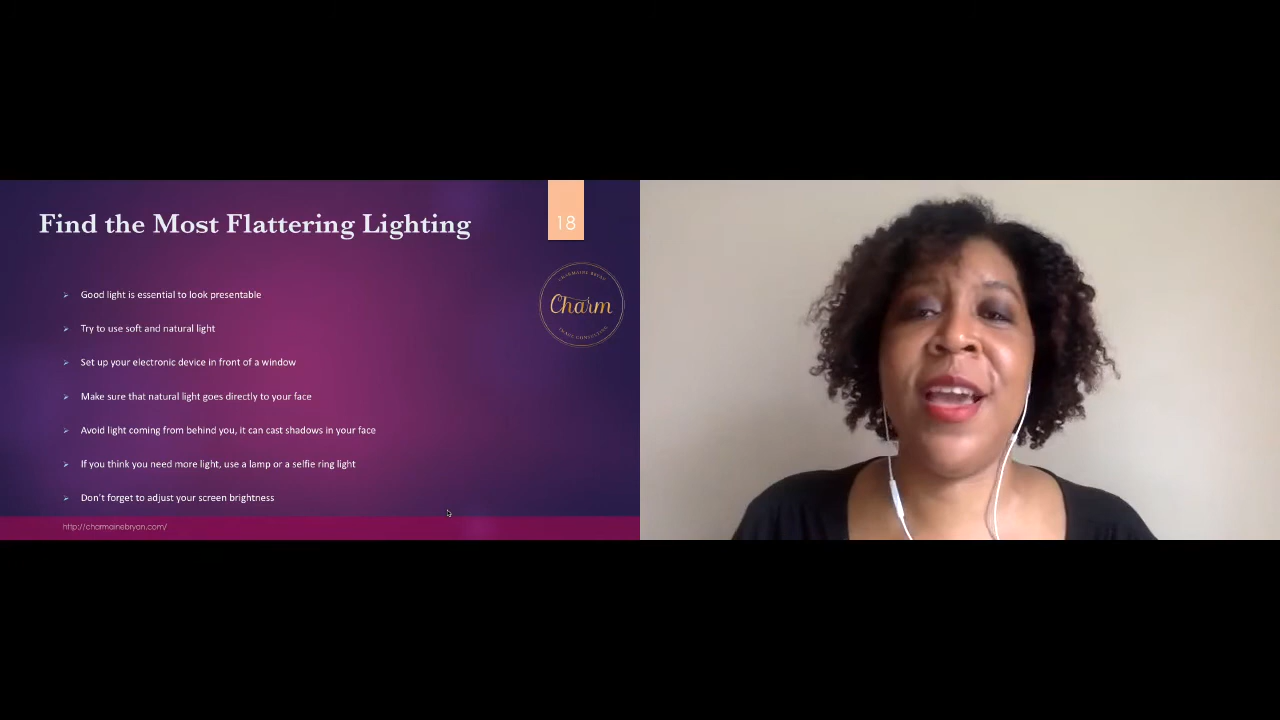 Find the Most Flattering Lighting
18
Good light is essential to look presentable
Try to use soft and natural light
Set up your electronic device in front of a window
Make sure that natural light goes directly to your face
Avoid light coming from behind you, it can cast shadows in your face
If you think you need more light, use a lamp or a selfie ring light
Don't forget to adjust your screen brightness
CHARMAINE BRYAN
Charm
IMAGE CONSULTING
http://charmainebryan.com/